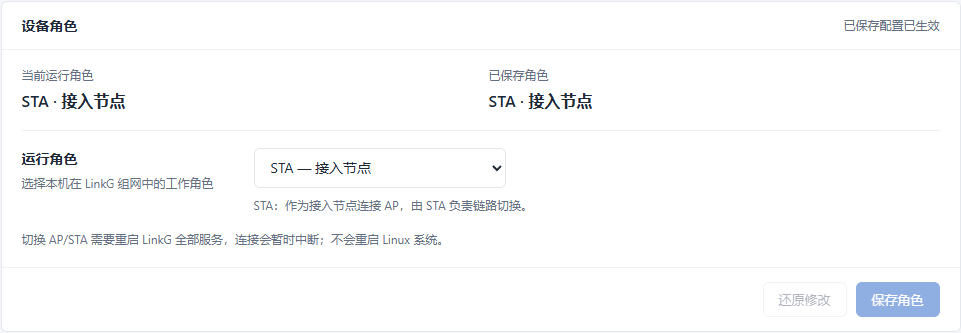 设备角色
已保存配置已生效
当前运行角色
已保存角色
STA · 接入节点
STA · 接入节点
运行角色
STA — 接入节点
选择本机在 LinkG 组网中的工作角色
STA：作为接入节点连接 AP，由 STA 负责链路切换。
切换 AP/STA 需要重启 LinkG 全部服务，连接会暂时中断；不会重启 Linux 系统。
还原修改
保存角色